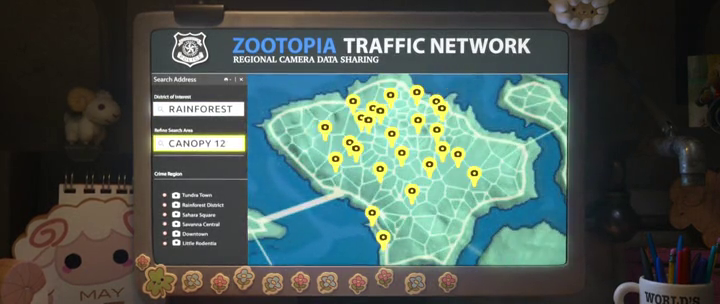 ZOOTOPIA TRAFFIC NETWORK
REGIONAL CAMERA DATA SHARING
Search Address
District of Interest
RAINFOREST
Refine Search Area
CANOPY 12
Crime Region
Tundra Town
Rainforest District
Sahara Square
Savanna Central
Downtown
Little Rodentia
MAY
WORLD'S